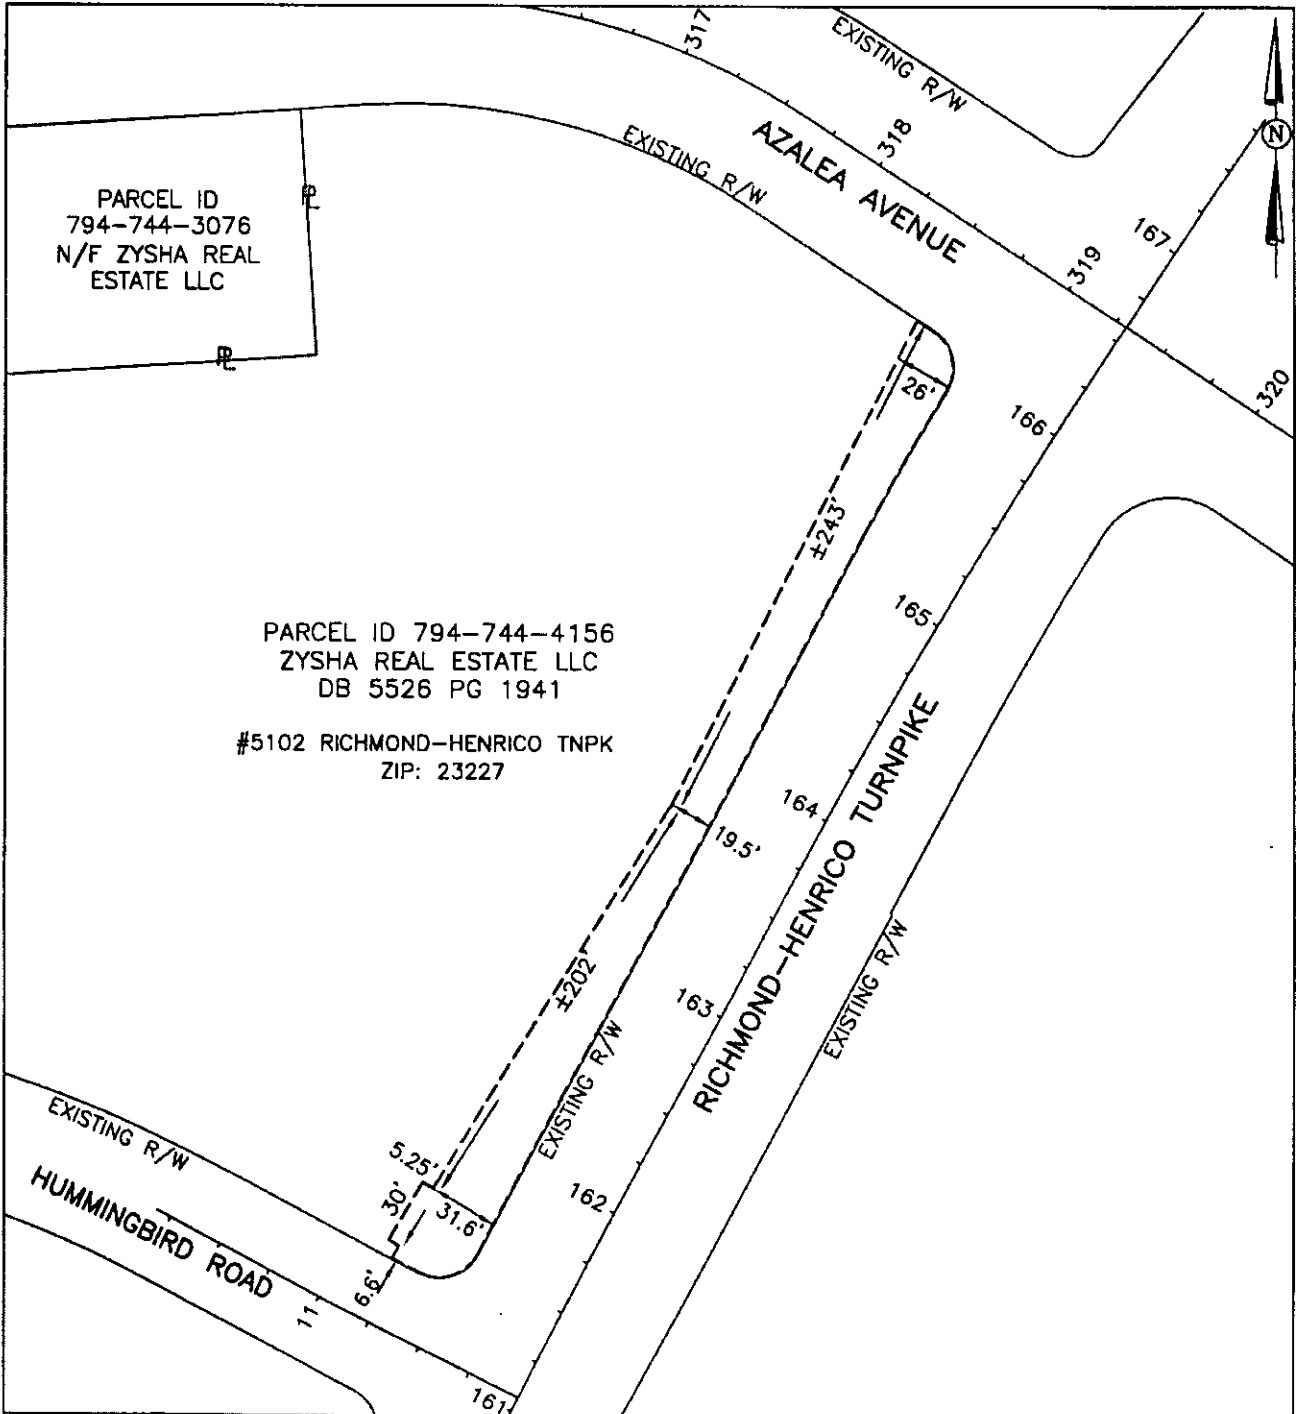 317
EXISTING R/W
N
318
AZALEA AVENUE
EXISTING R/W
PARCEL ID
794-744-3076
N/F ZYSHA REAL
ESTATE LLC
PL
PL
167
319
320
26'
166
±243'
165
PARCEL ID 794-744-4156
ZYSHA REAL ESTATE LLC
DB 5526 PG 1941
#5102 RICHMOND-HENRICO TNPK
ZIP: 23227
164
19.5'
RICHMOND-HENRICO TURNPIKE
±202'
163
EXISTING R/W
EXISTING R/W
EXISTING R/W
5.25'
30'
31.6'
162
HUMMINGBIRD ROAD
6.6'
11
161